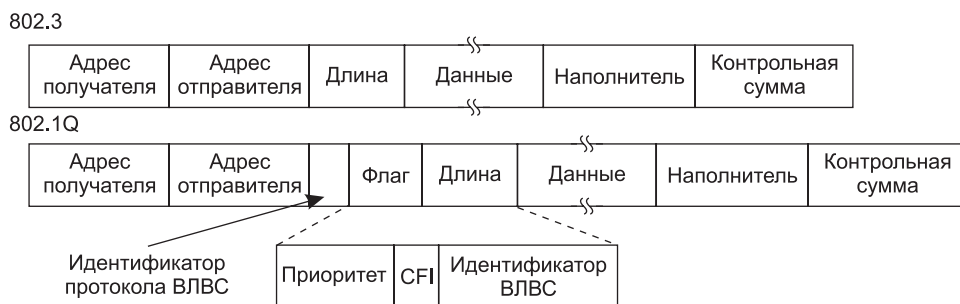 802.3
Адрес получателя
Адрес отправителя
Длина
Данные
Наполнитель
Контрольная сумма
802.1Q
Адрес получателя
Адрес отправителя
Флаг
Длина
Данные
Наполнитель
Контрольная сумма
Идентификатор протокола ВЛВС
Приоритет
CFI
Идентификатор ВЛВС